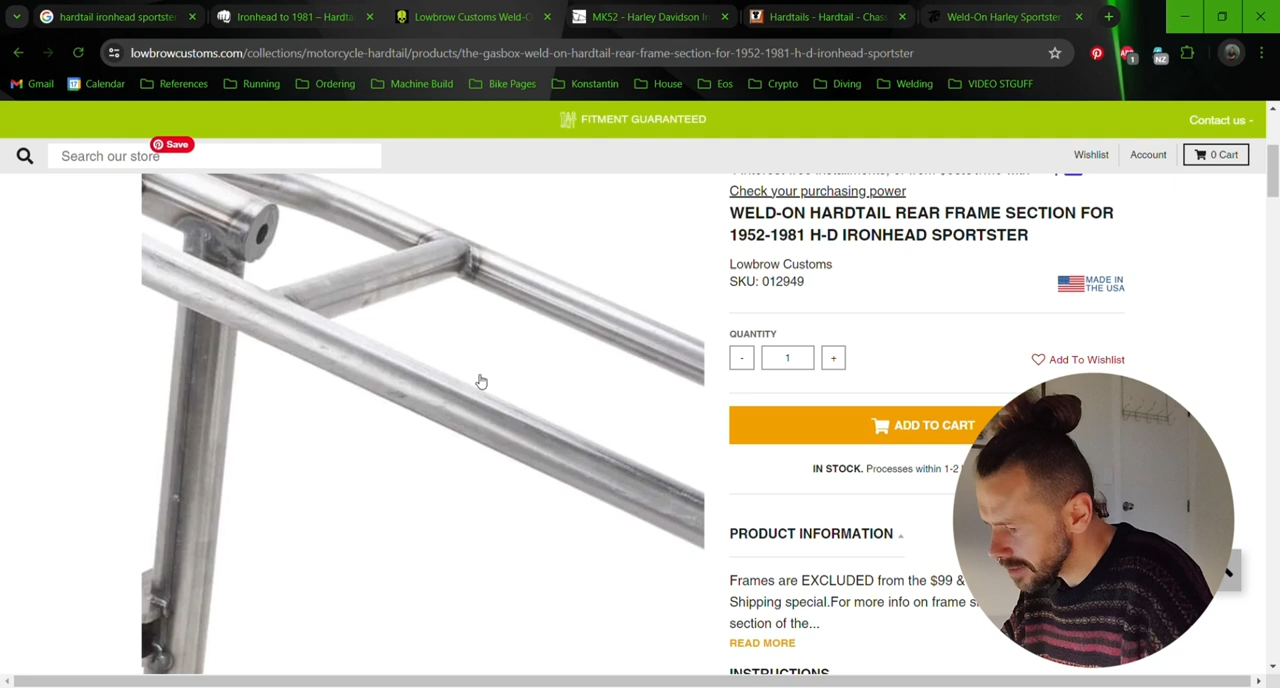 hardtail ironhead sportster
Ironhead to 1981 – Hardta
Lowbrow Customs Weld-O
MK52 - Harley Davidson Ir
Hardtails - Hardtail - Chass
Weld-On Harley Sportster
lowbrowcustoms.com/collections/motorcycle-hardtail/products/the-gasbox-weld-on-hardtail-rear-frame-section-for-1952-1981-h-d-ironhead-sportster
1
NZ
Gmail
Calendar
References
Running
Ordering
Machine Build
Bike Pages
Konstantin
House
Eos
Crypto
Diving
Welding
VIDEO STGUFF
FITMENT GUARANTEED
Contact us -
Save
Search our store
Wishlist
Account
0 Cart
Check your purchasing power
WELD-ON HARDTAIL REAR FRAME SECTION FOR
1952-1981 H-D IRONHEAD SPORTSTER
Lowbrow Customs
SKU: 012949
MADE IN
THE USA
QUANTITY
- 1 +
Add To Wishlist
ADD TO CART
IN STOCK. Processes within 1-2
PRODUCT INFORMATION
Frames are EXCLUDED from the $99 &
Shipping special.For more info on frame s
section of the...
READ MORE
INSTRUCTIONS